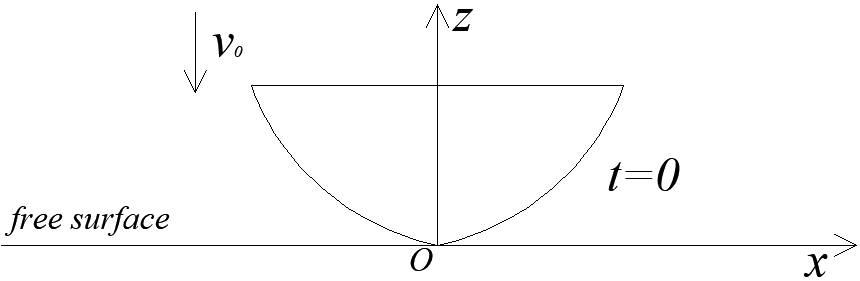 z
v₀
t=0
free surface
O
x